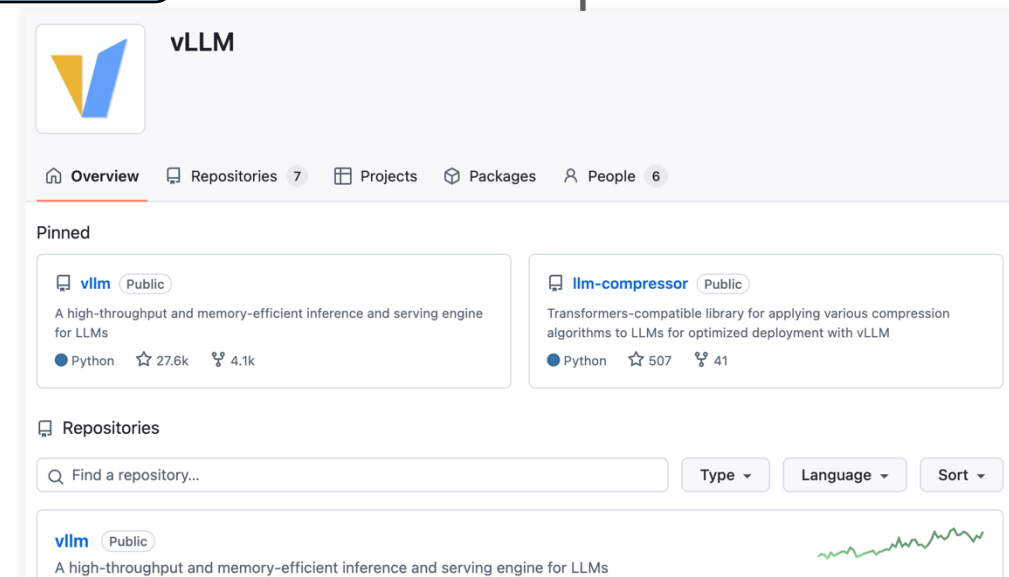 vLLM
Overview Repositories 7 Projects Packages People 6
Pinned
vllm Public
A high-throughput and memory-efficient inference and serving engine
for LLMs
Python 27.6k 4.1k
llm-compressor Public
Transformers-compatible library for applying various compression
algorithms to LLMs for optimized deployment with vLLM
Python 507 41
Repositories
Find a repository... Type Language Sort
vllm Public
A high-throughput and memory-efficient inference and serving engine for LLMs